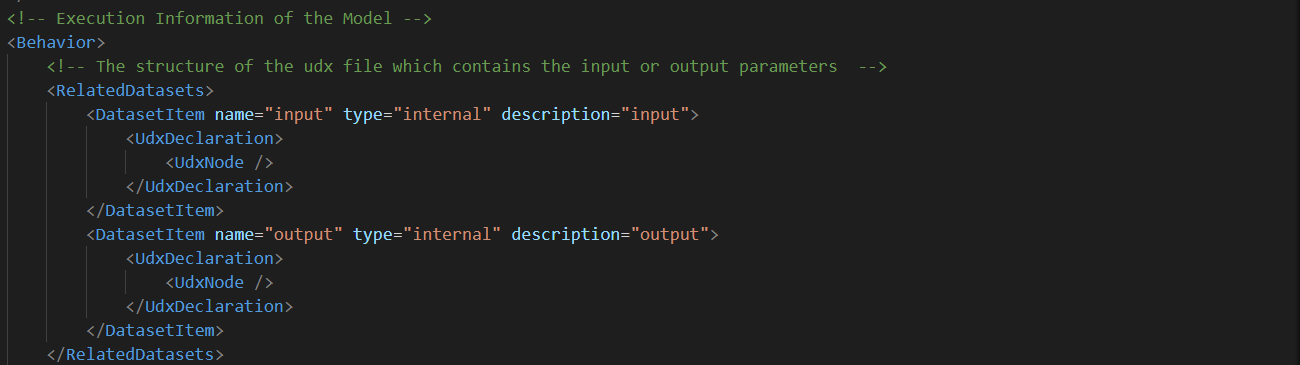 <!-- Execution Information of the Model -->
<Behavior>
<!-- The structure of the udx file which contains the input or output parameters  -->
<RelatedDatasets>
<DatasetItem name="input" type="internal" description="input">
<UdxDeclaration>
<UdxNode />
</UdxDeclaration>
</DatasetItem>
<DatasetItem name="output" type="internal" description="output">
<UdxDeclaration>
<UdxNode />
</UdxDeclaration>
</DatasetItem>
</RelatedDatasets>